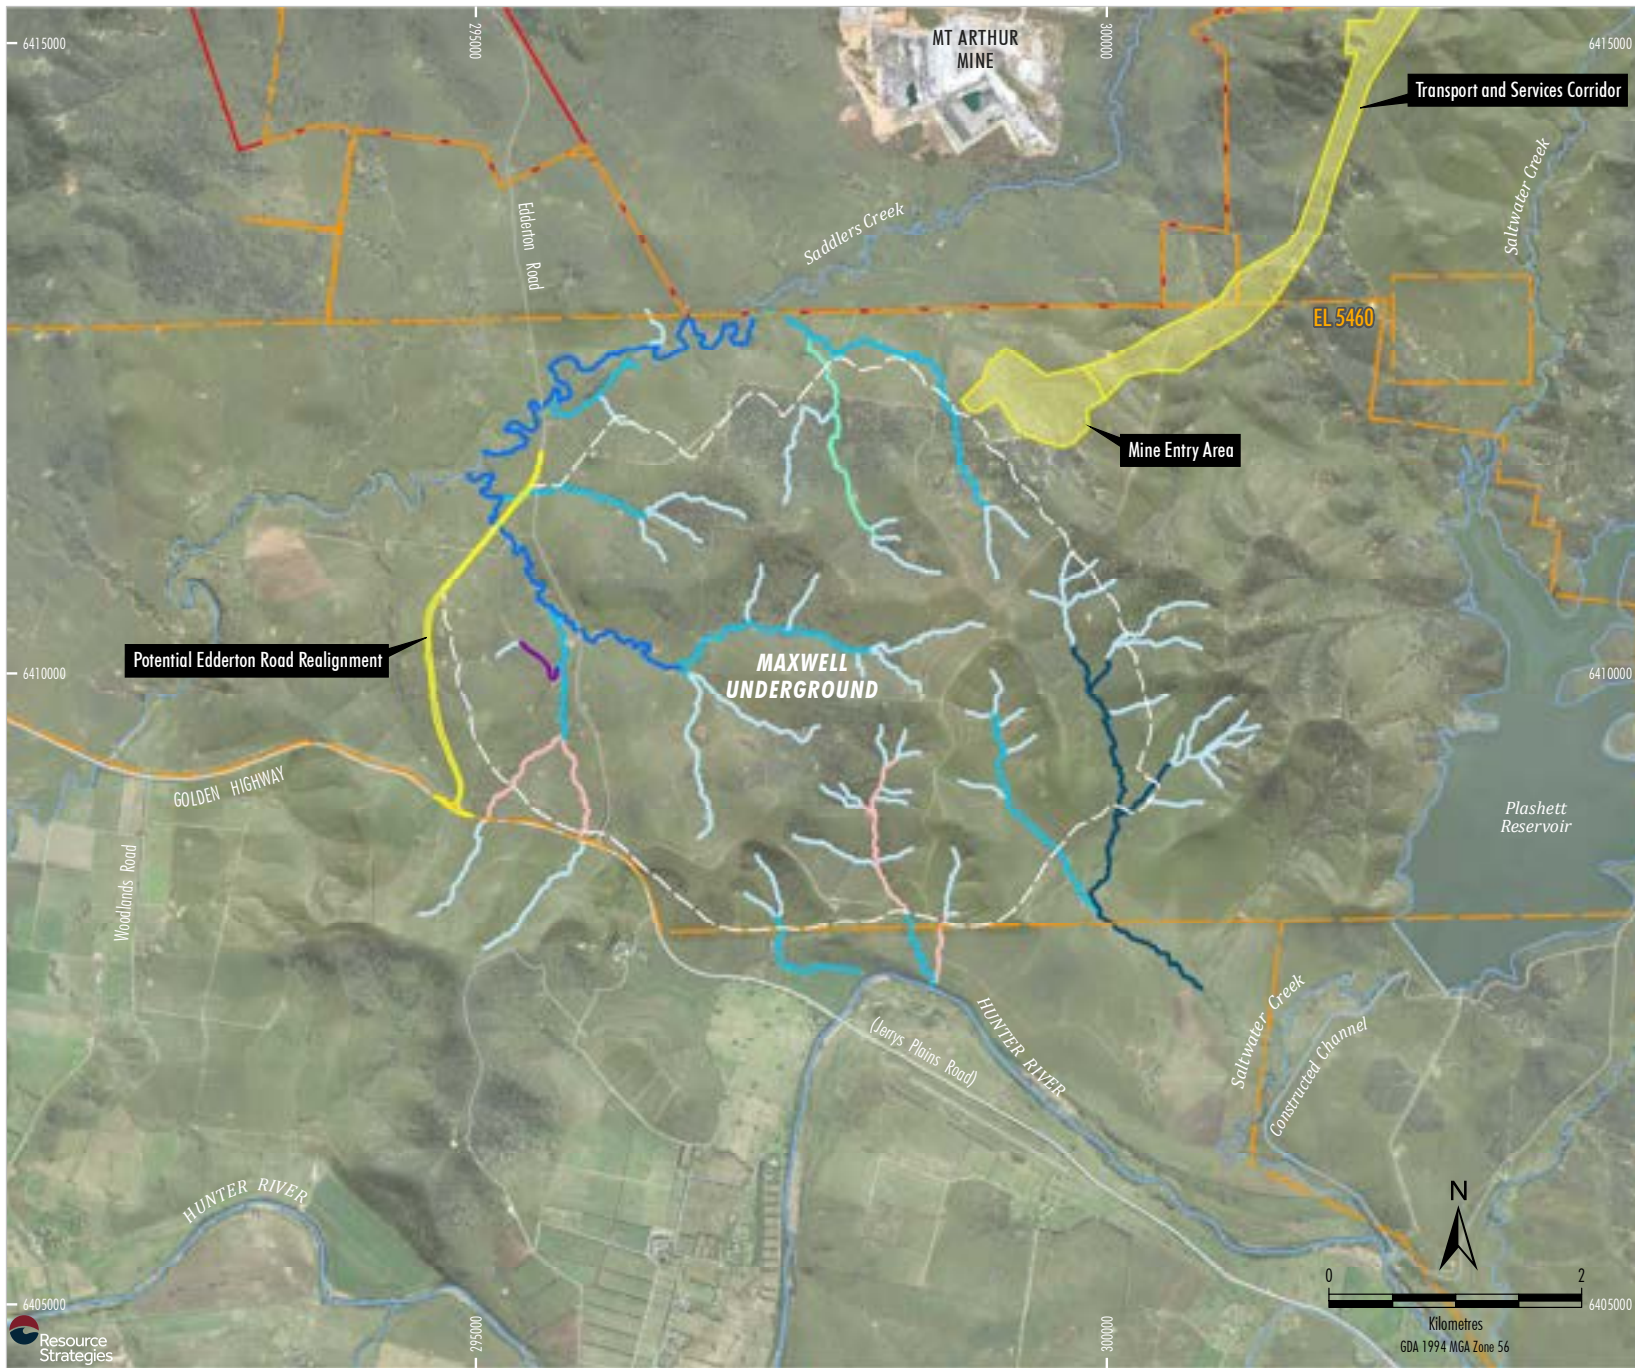 6415000
295000
MT ARTHUR
MINE
300000
6415000
Transport and Services Corridor
Saltwater Creek
Edderton Road
Saddlers Creek
EL 5460
Mine Entry Area
Potential Edderton Road Realignment
MAXWELL
UNDERGROUND
6410000
6410000
GOLDEN HIGHWAY
Plashett
Reservoir
Woodlands Road
HUNTER RIVER
(Jerrys Plains Road)
Saltwater Creek
Constructed Channel
HUNTER RIVER
N
0 2
Kilometres
GDA 1994 MGA Zone 56
6405000
6405000
295000
300000
Resource
Strategies